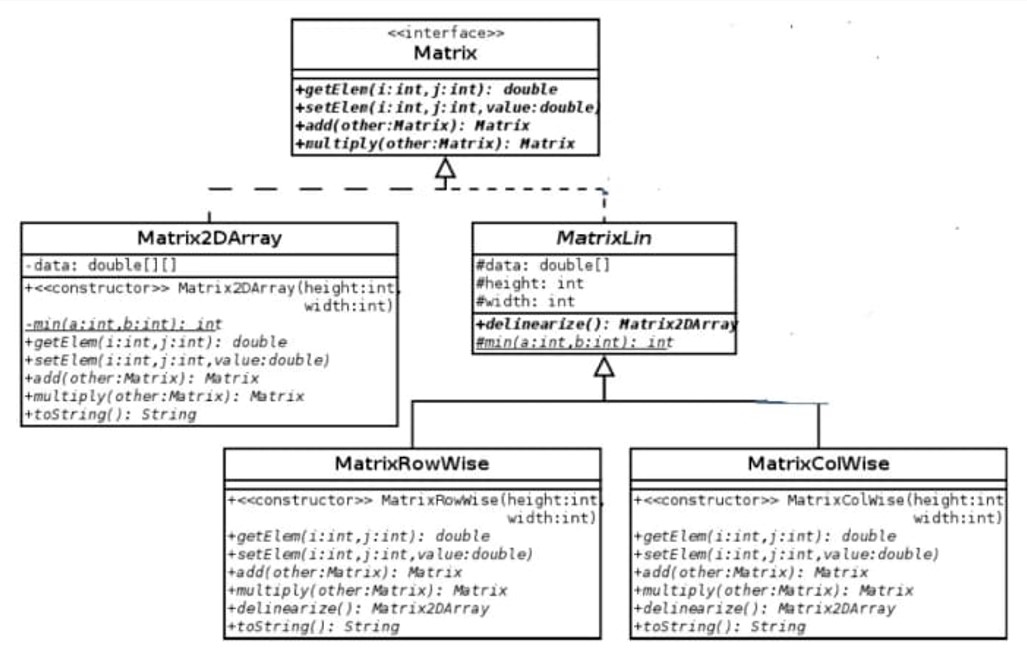 <<interface>>
Matrix
+getElem(i:int,j:int): double
+setElem(i:int,j:int,value:double)
+add(other:Matrix): Matrix
+multiply(other:Matrix): Matrix
Matrix2DArray
-data: double[][]
+<<constructor>> Matrix2DArray(height:int,
width:int)
-min(a:int,b:int): int
+getElem(i:int,j:int): double
+setElem(i:int,j:int,value:double)
+add(other:Matrix): Matrix
+multiply(other:Matrix): Matrix
+toString(): String
MatrixLin
#data: double[]
#height: int
#width: int
+delinearize(): Matrix2DArray
#min(a:int,b:int): int
MatrixRowWise
+<<constructor>> MatrixRowWise(height:int,
width:int)
+getElem(i:int,j:int): double
+setElem(i:int,j:int,value:double)
+add(other:Matrix): Matrix
+multiply(other:Matrix): Matrix
+delinearize(): Matrix2DArray
+toString(): String
MatrixColWise
+<<constructor>> MatrixColWise(height:int
width:int)
+getElem(i:int,j:int): double
+setElem(i:int,j:int,value:double)
+add(other:Matrix): Matrix
+multiply(other:Matrix): Matrix
+delinearize(): Matrix2DArray
+toString(): String